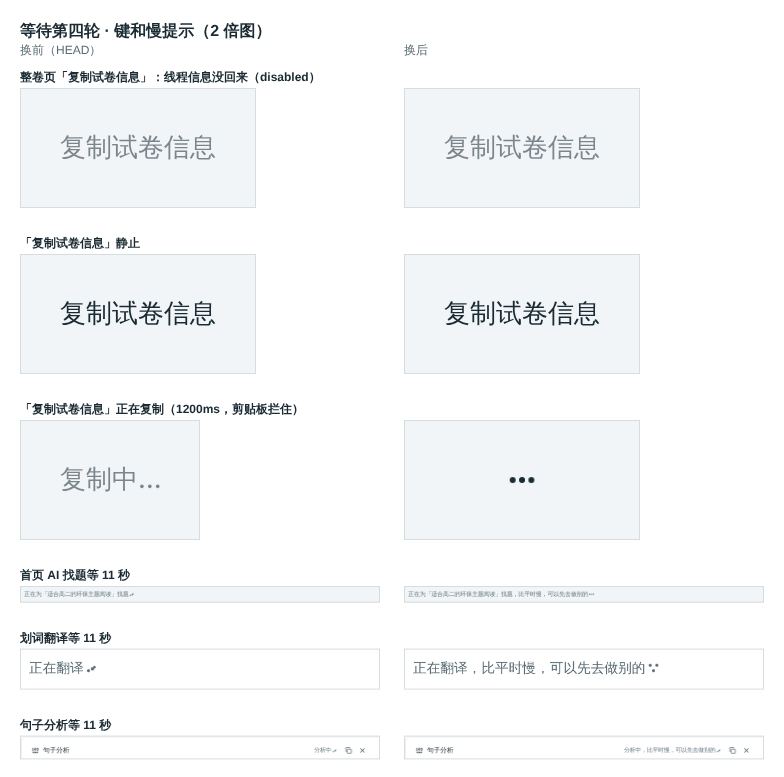 等待第四轮 · 键和慢提示（2 倍图）
换前（HEAD）
换后
整卷页「复制试卷信息」：线程信息没回来（disabled）
复制试卷信息
复制试卷信息
「复制试卷信息」静止
复制试卷信息
复制试卷信息
「复制试卷信息」正在复制（1200ms，剪贴板拦住）
复制中...
•••
首页 AI 找题等 11 秒
正在为「适合高二的环保主题阅读」找题
正在为「适合高二的环保主题阅读」找题，比平时慢，可以先去做别的
划词翻译等 11 秒
正在翻译
正在翻译，比平时慢，可以先去做别的
句子分析等 11 秒
句子分析 分析中
句子分析 分析中，比平时慢，可以先去做别的